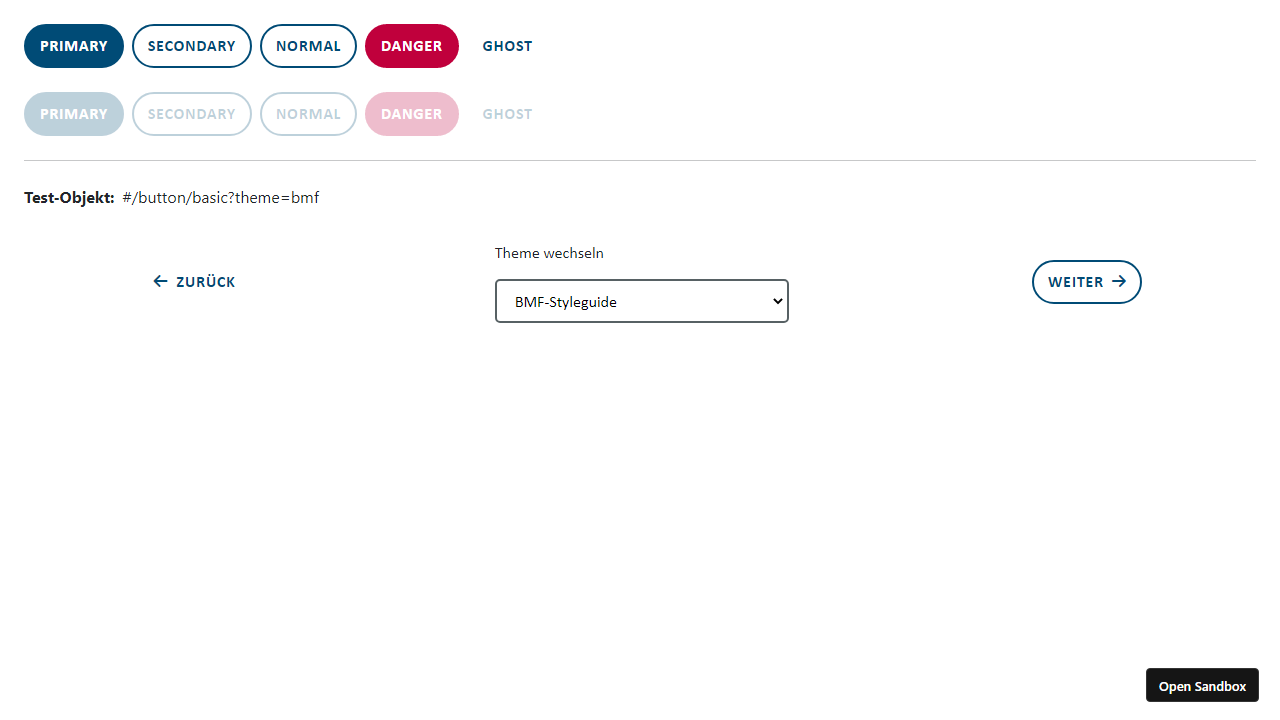 PRIMARY SECONDARY NORMAL DANGER GHOST
PRIMARY SECONDARY NORMAL DANGER GHOST
Test-Objekt: #/button/basic?theme=bmf
Theme wechseln
← ZURÜCK
BMF-Styleguide
WEITER →
Open Sandbox